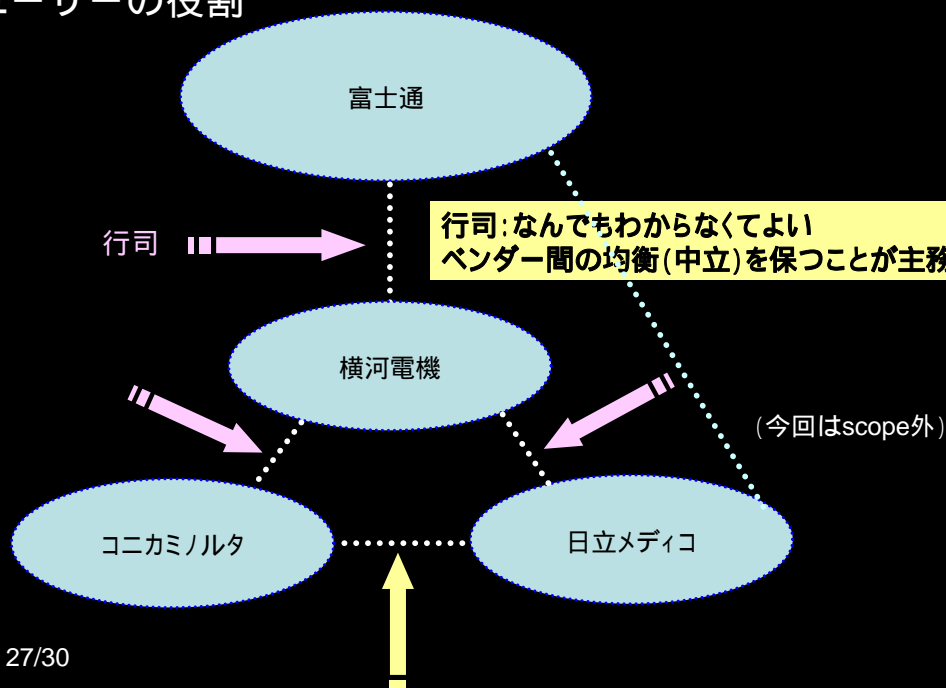 ユーザーの役割
富士通
行司
行司:なんでもわからなくてよい
ベンダー間の均衡(中立)を保つことが主務
横河電機
(今回はscope外)
コニカミノルタ
日立メディコ
27/30